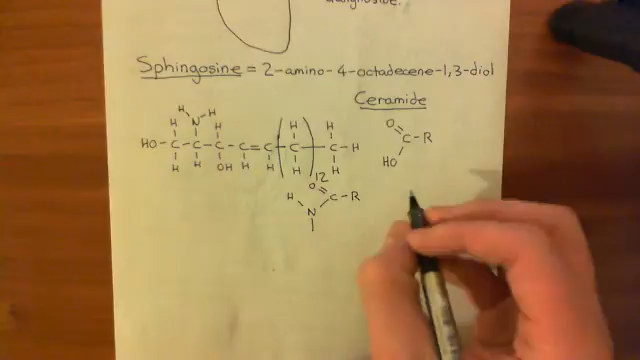 Sphingosine = 2-amino-4-octadecene-1,3-diol
Ceramide
H H
H N H H H
HO-C-C-C-C=C-C-C-H
H H OH H H H H
12
O
C-R
HO
O
H C-R
N